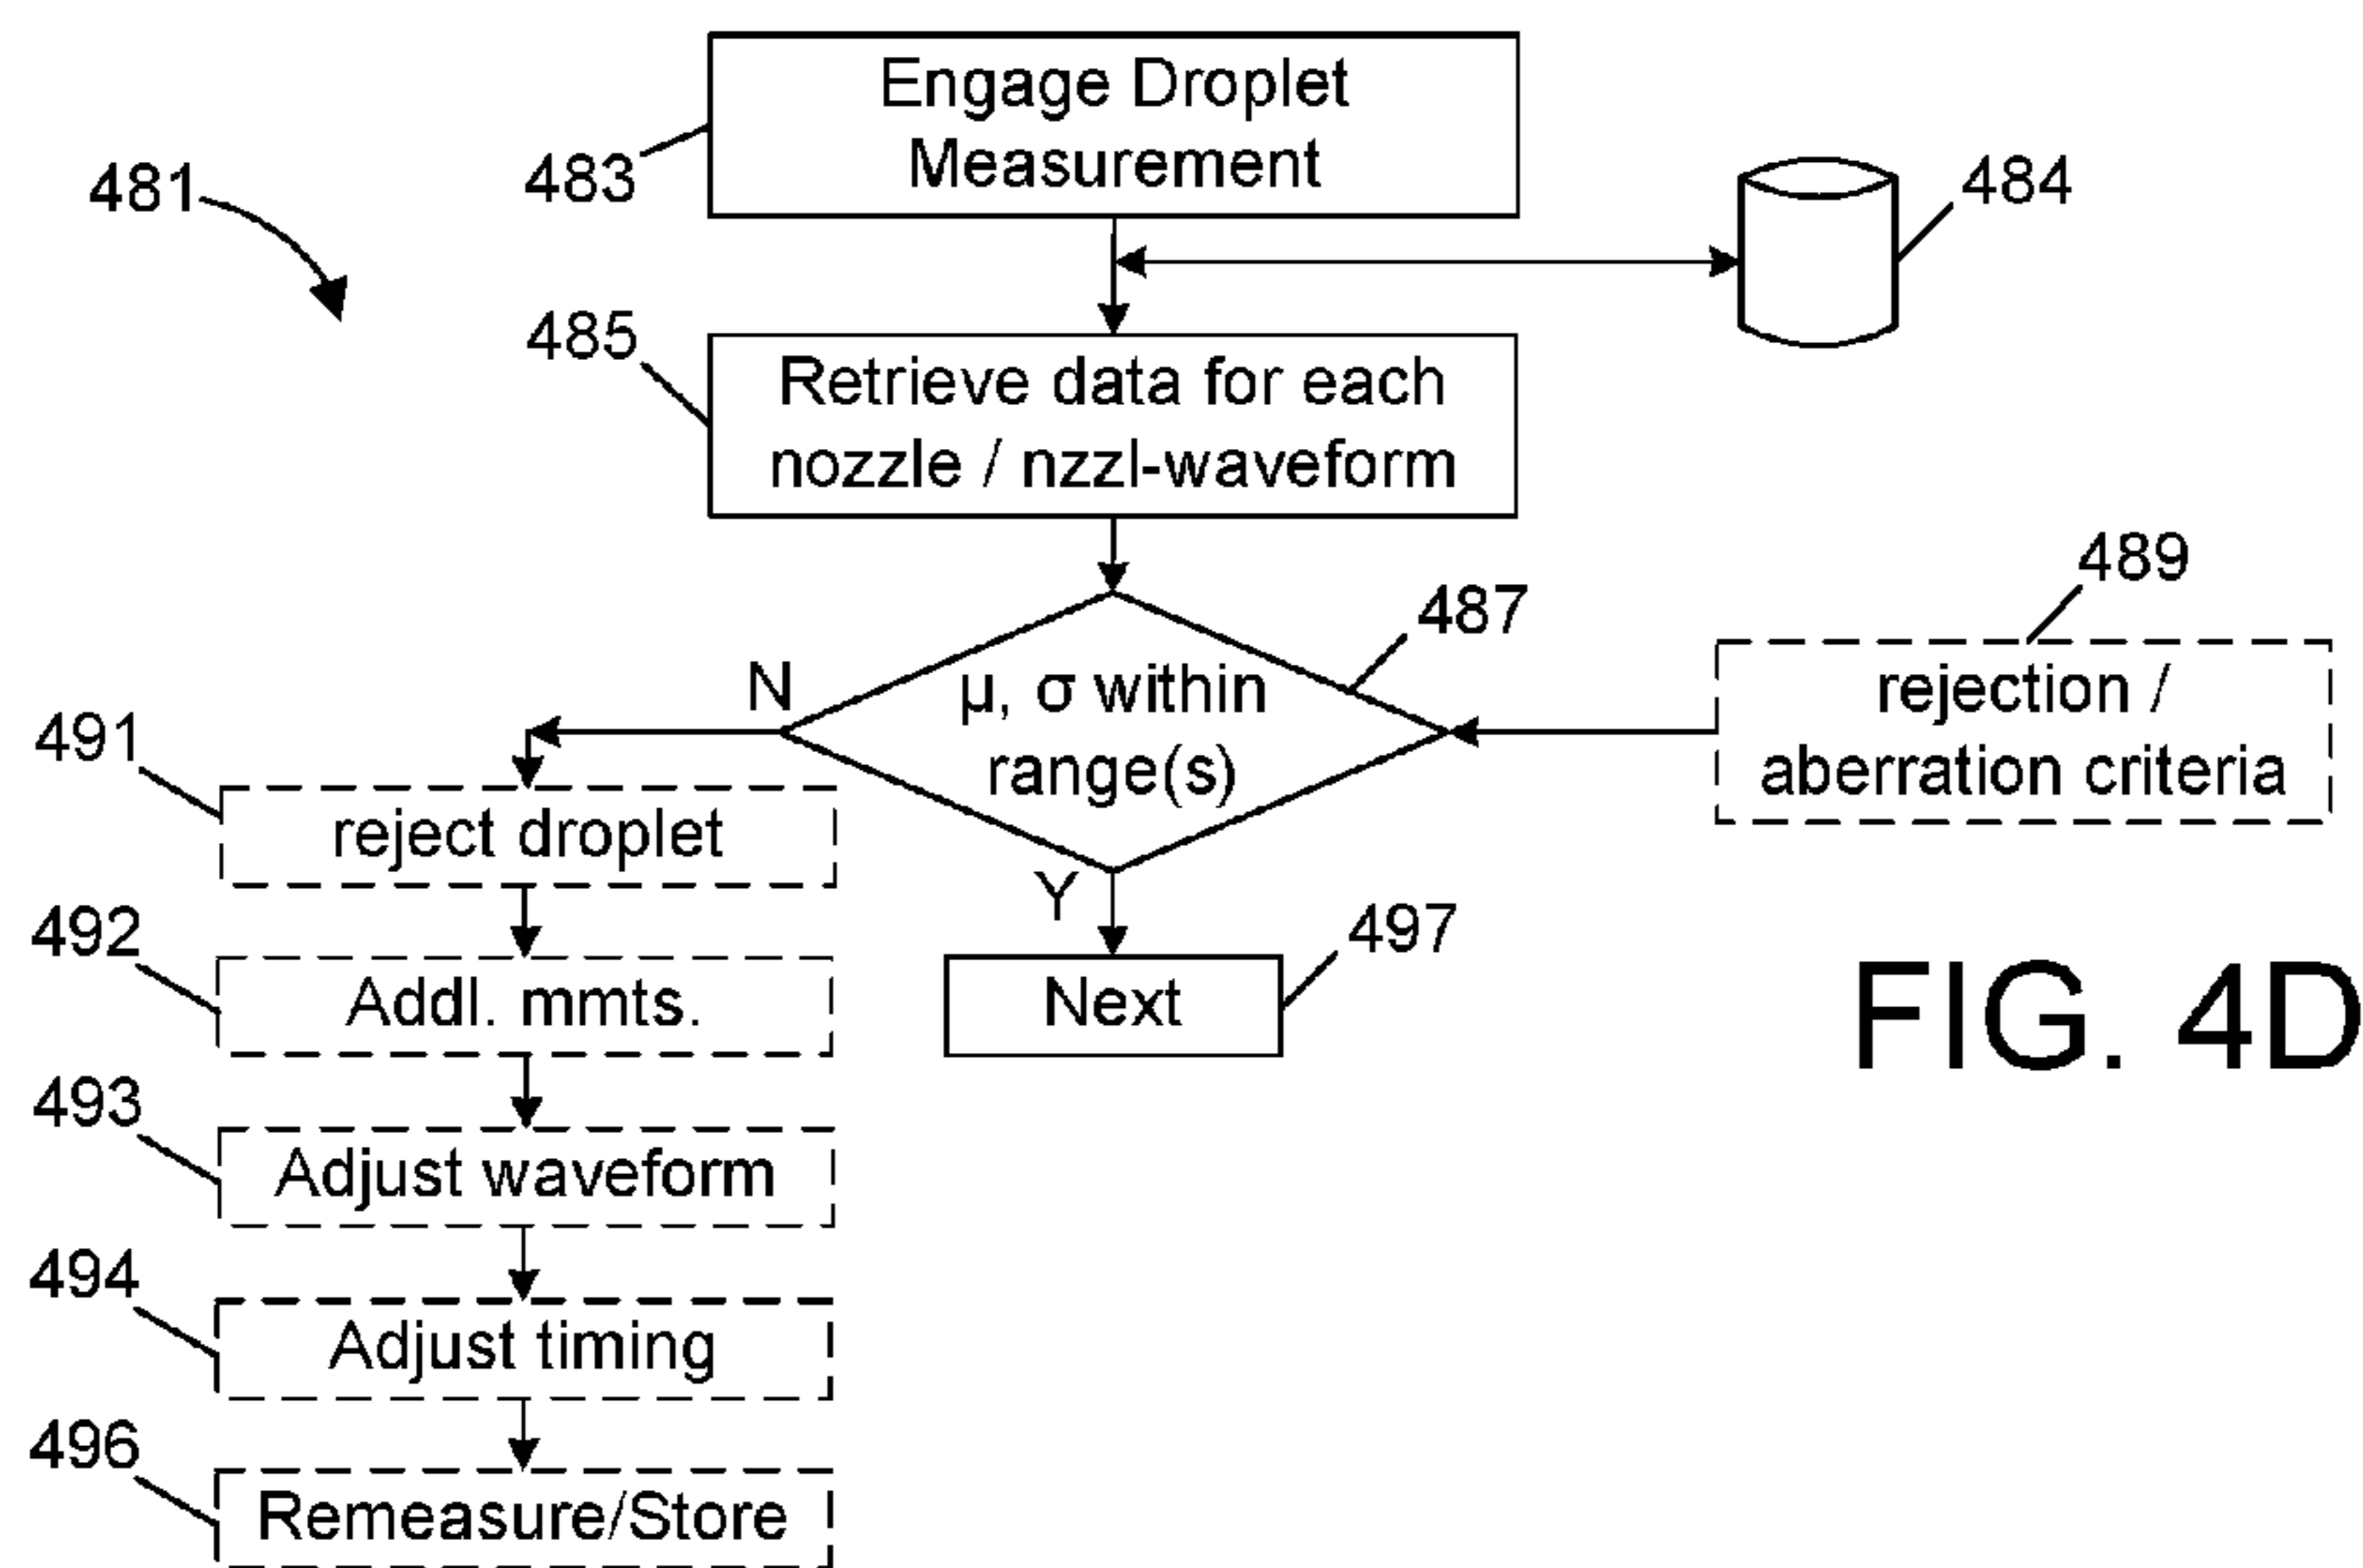 Engage Droplet
Measurement
483
481
484
485
Retrieve data for each
nozzle / nzzl-waveform
489
487
N
μ, σ within
range(s)
rejection /
aberration criteria
491
reject droplet
Y
492
497
Addl. mmts.
Next
FIG. 4D
493
Adjust waveform
494
Adjust timing
496
Remeasure/Store